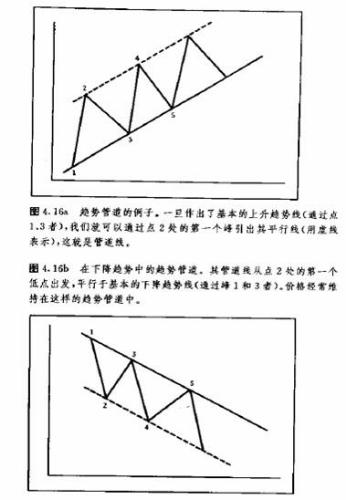 2
4
1
3
5
图 4.16a 趋势管道的例子。一旦作出了基本的上升趋势线(通过点
1.3 者),我们就可以通过点 2 处的第一个峰引出其平行线(用虚线
表示),这就是管道线。
图 4.16b 在下降趋势中的趋势管道。其管道线从点 2 处的第一个
低点出发,平行于基本的下降趋势线(通过峰 1 和 3 者)。价格经常维
持在这样的趋势管道中。
1
3
5
2
4